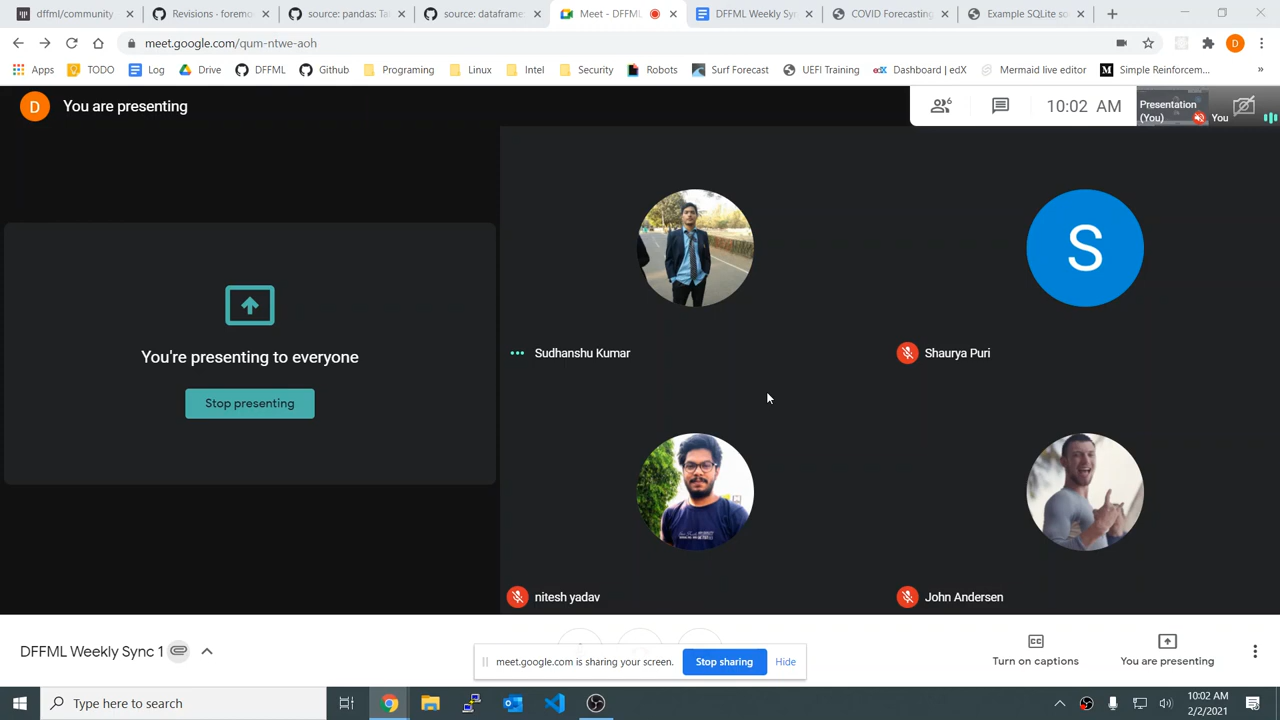 dffml/community
Revisions · foremo
source: pandas: Ta
source: dataframe
Meet - DFFML
DFFML Weekly Syn
COVID Forecasting
Example SQLite so
meet.google.com/qum-ntwe-aoh
Apps
TODO
Log
Drive
DFFML
Github
Programing
Linux
Intel
Security
Robots
Surf Forecast
UEFI Training
Dashboard | edX
Mermaid live editor
Simple Reinforcem...
D
You are presenting
6
10:02 AM
Presentation
(You)
You
S
You're presenting to everyone
Stop presenting
Sudhanshu Kumar
Shaurya Puri
nitesh yadav
John Andersen
DFFML Weekly Sync 1
meet.google.com is sharing your screen.
Stop sharing
Hide
CC
Turn on captions
You are presenting
Type here to search
10:02 AM
2/2/2021